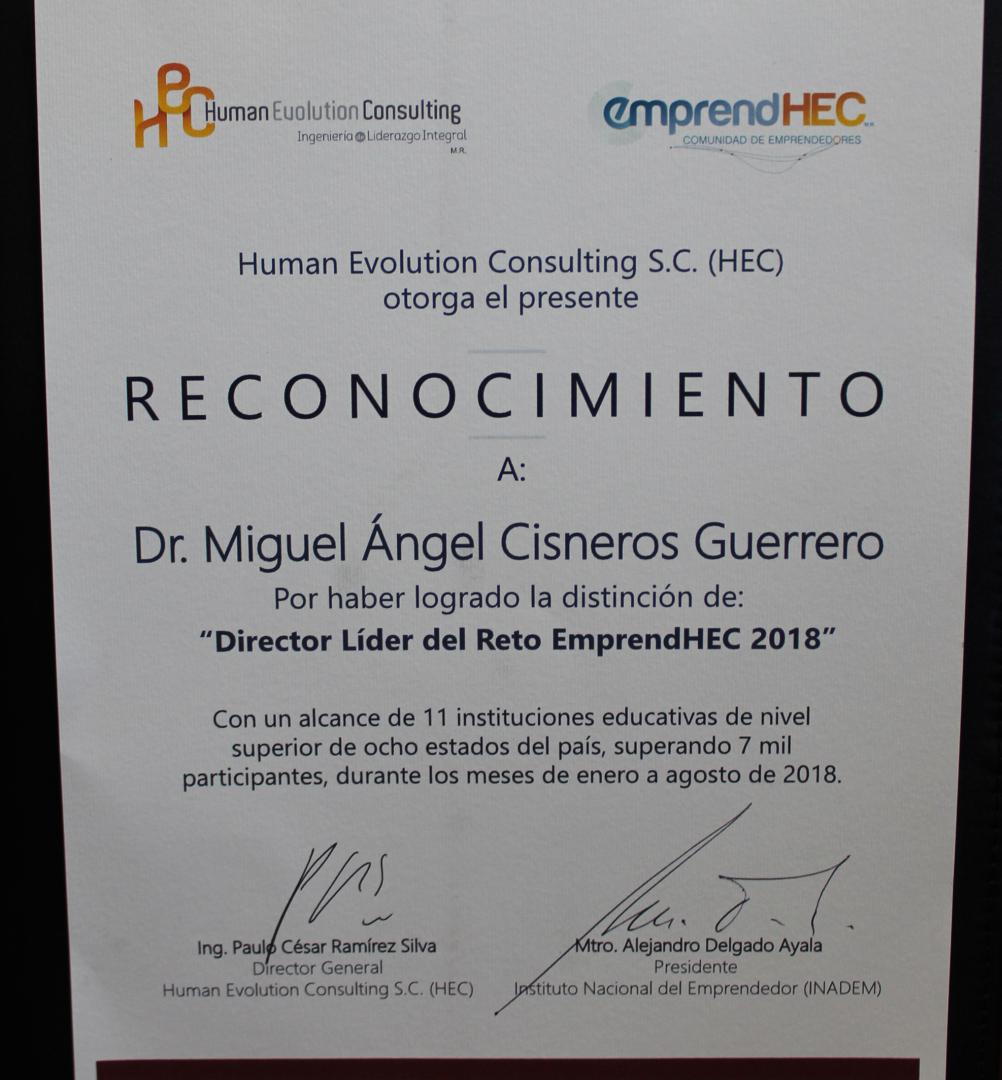 HEC Human Evolution Consulting
Ingeniería @ Liderazgo Integral
M.R.
emprendHEC
COMUNIDAD DE EMPRENDEDORES
Human Evolution Consulting S.C. (HEC)
otorga el presente
RECONOCIMIENTO
A:
Dr. Miguel Ángel Cisneros Guerrero
Por haber logrado la distinción de:
“Director Líder del Reto EmprendHEC 2018”
Con un alcance de 11 instituciones educativas de nivel
superior de ocho estados del país, superando 7 mil
participantes, durante los meses de enero a agosto de 2018.
Ing. Paulo César Ramírez Silva
Director General
Human Evolution Consulting S.C. (HEC)
Mtro. Alejandro Delgado Ayala
Presidente
Instituto Nacional del Emprendedor (INADEM)